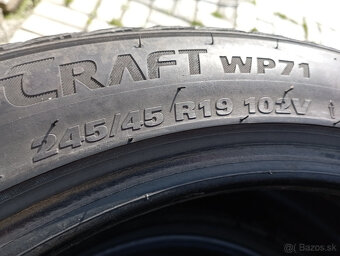 CRAFT WP71
245/45 R19 102V
Bazos.sk